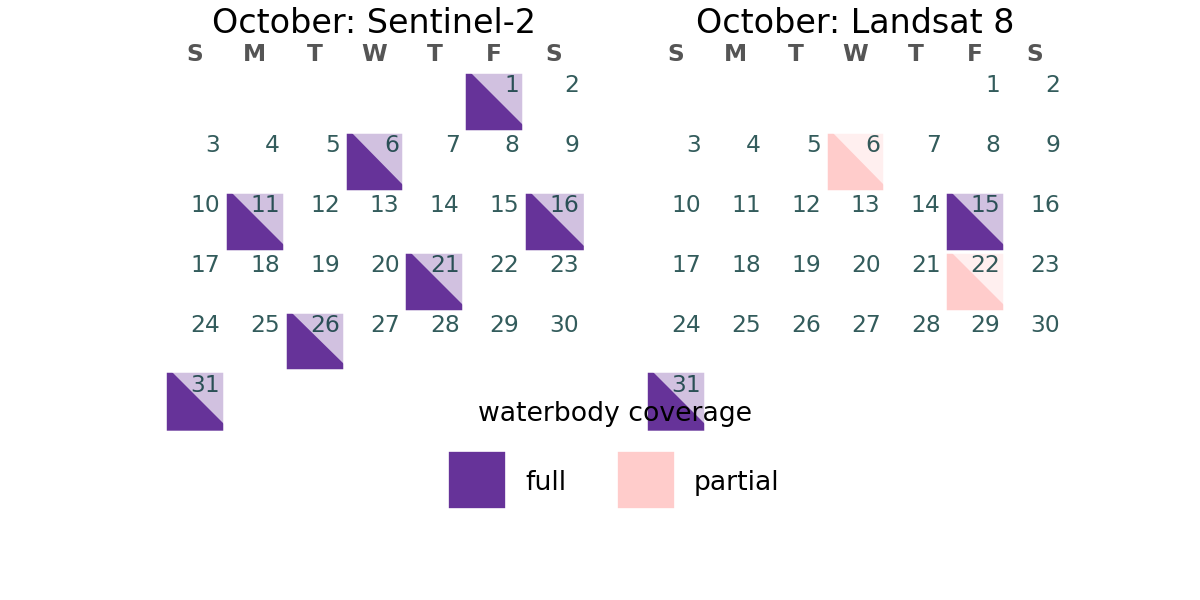 October: Sentinel-2
S M T W T F S
1 2
3 4 5 6 7 8 9
10 11 12 13 14 15 16
17 18 19 20 21 22 23
24 25 26 27 28 29 30
31
October: Landsat 8
S M T W T F S
1 2
3 4 5 6 7 8 9
10 11 12 13 14 15 16
17 18 19 20 21 22 23
24 25 26 27 28 29 30
31
waterbody coverage
full
partial